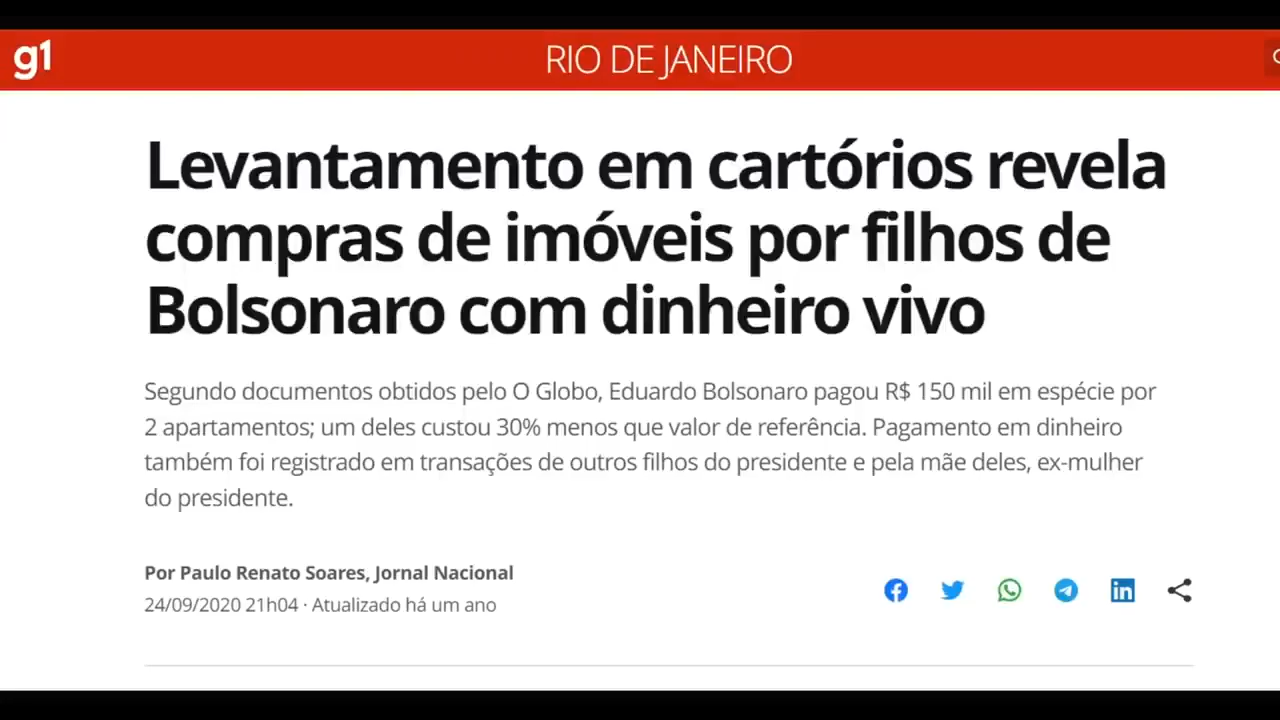 g1
RIO DE JANEIRO
Levantamento em cartórios revela
compras de imóveis por filhos de
Bolsonaro com dinheiro vivo
Segundo documentos obtidos pelo O Globo, Eduardo Bolsonaro pagou R$ 150 mil em espécie por
2 apartamentos; um deles custou 30% menos que valor de referência. Pagamento em dinheiro
também foi registrado em transações de outros filhos do presidente e pela mãe deles, ex-mulher
do presidente.
Por Paulo Renato Soares, Jornal Nacional
24/09/2020 21h04 · Atualizado há um ano